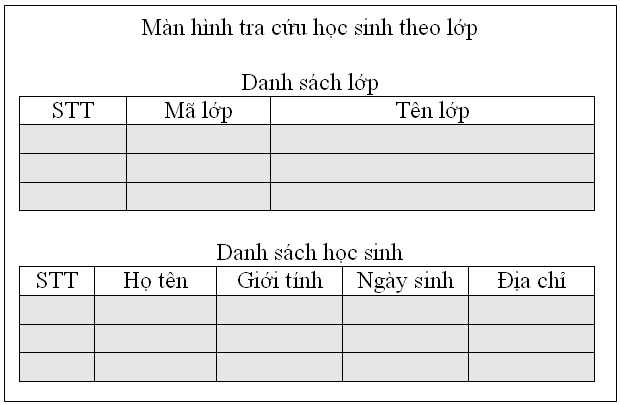 Màn hình tra cứu học sinh theo lớp
Danh sách lớp
STT Mã lớp Tên lớp
Danh sách học sinh
STT Họ tên Giới tính Ngày sinh Địa chỉ